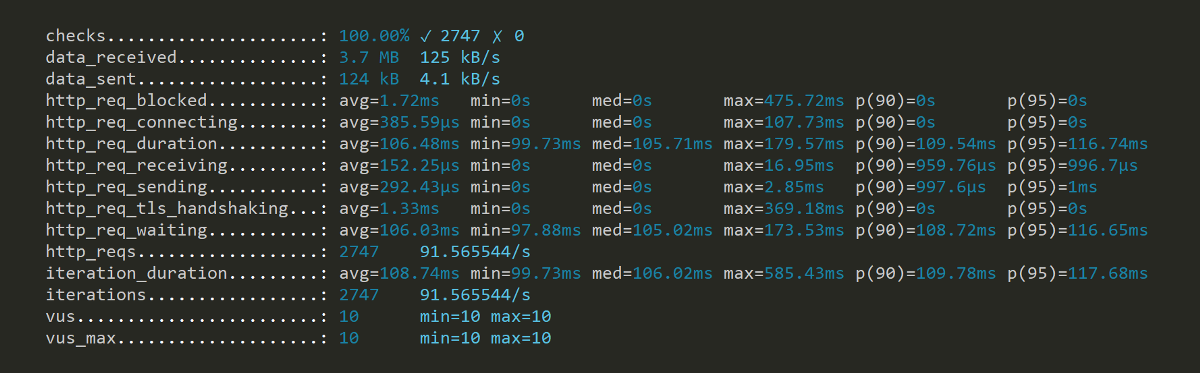 checks.....................: 100.00% ✓ 2747 ✗ 0
data_received..............: 3.7 MB  125 kB/s
data_sent..................: 124 kB  4.1 kB/s
http_req_blocked...........: avg=1.72ms   min=0s      med=0s       max=475.72ms p(90)=0s       p(95)=0s
http_req_connecting........: avg=385.59µs min=0s      med=0s       max=107.73ms p(90)=0s       p(95)=0s
http_req_duration..........: avg=106.48ms min=99.73ms med=105.71ms max=179.57ms p(90)=109.54ms p(95)=116.74ms
http_req_receiving.........: avg=152.25µs min=0s      med=0s       max=16.95ms  p(90)=959.76µs p(95)=996.7µs
http_req_sending...........: avg=292.43µs min=0s      med=0s       max=2.85ms   p(90)=997.6µs  p(95)=1ms
http_req_tls_handshaking...: avg=1.33ms   min=0s      med=0s       max=369.18ms p(90)=0s       p(95)=0s
http_req_waiting...........: avg=106.03ms min=97.88ms med=105.02ms max=173.53ms p(90)=108.72ms p(95)=116.65ms
http_reqs..................: 2747    91.565544/s
iteration_duration.........: avg=108.74ms min=99.73ms med=106.02ms max=585.43ms p(90)=109.78ms p(95)=117.68ms
iterations.................: 2747    91.565544/s
vus........................: 10      min=10 max=10
vus_max....................: 10      min=10 max=10